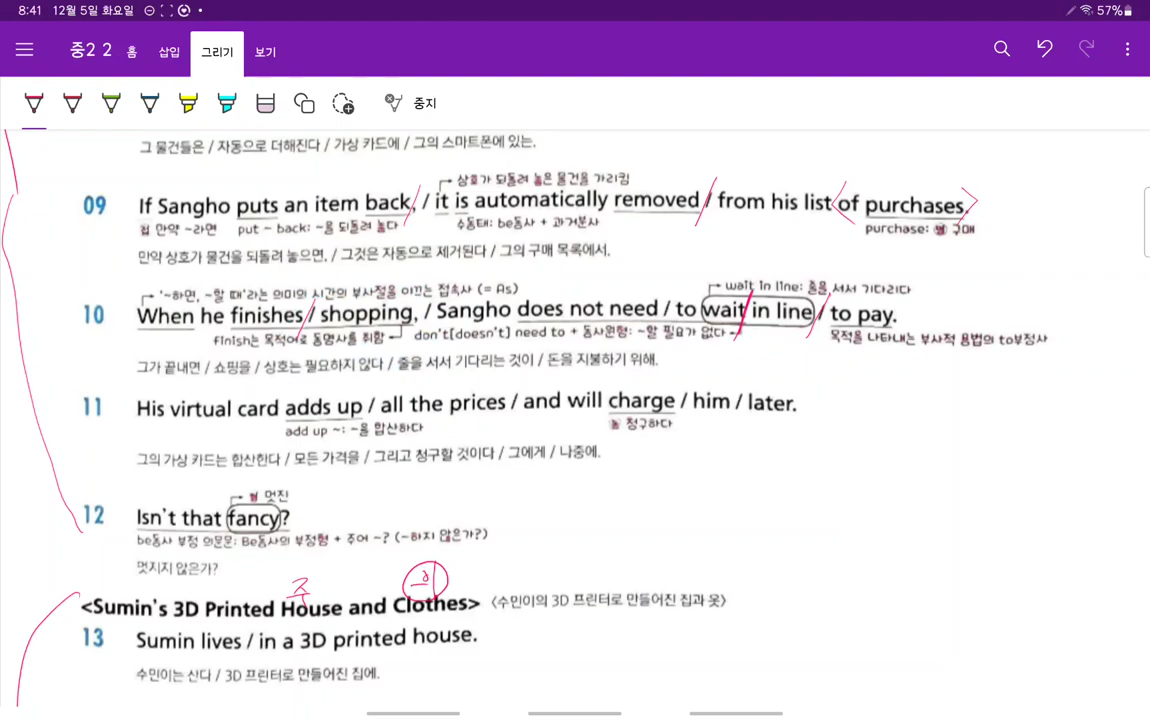 8:41 12월 5일 화요일 57%
중2 2 홈 삽입 그리기 보기
중지
그 물건들은 / 자동으로 더해진다 / 가상 카드에 / 그의 스마트폰에 있는.
상호가 되돌려 놓은 물건을 가리킴
09 If Sangho puts an item back, / it is automatically removed / from his list of purchases.
접 만약 ~라면 put ~ back: ~을 되돌려 놓다 수동태: be동사 + 과거분사 purchase: 명 구매
만약 상호가 물건을 되돌려 놓으면, / 그것은 자동으로 제거된다 / 그의 구매 목록에서.
'~하면, ~할 때'라는 의미의 시간의 부사절을 이끄는 접속사 (= As) wait in line: 줄을 서서 기다리다
10 When he finishes / shopping, / Sangho does not need / to wait in line / to pay.
finish는 목적어로 동명사를 취함 don't[doesn't] need to + 동사원형: ~할 필요가 없다 목적을 나타내는 부사적 용법의 to부정사
그가 끝내면 / 쇼핑을 / 상호는 필요하지 않다 / 줄을 서서 기다리는 것이 / 돈을 지불하기 위해.
11 His virtual card adds up / all the prices / and will charge / him / later.
add up ~: ~을 합산하다 동 청구하다
그의 가상 카드는 합산한다 / 모든 가격을 / 그리고 청구할 것이다 / 그에게 / 나중에.
형 멋진
12 Isn't that fancy?
be동사 부정 의문문: Be동사의 부정형 + 주어 ~? (~하지 않은가?)
멋지지 않은가?
주 의
<Sumin's 3D Printed House and Clothes> 〈수민이의 3D 프린터로 만들어진 집과 옷〉
13 Sumin lives / in a 3D printed house.
수민이는 산다 / 3D 프린터로 만들어진 집에.